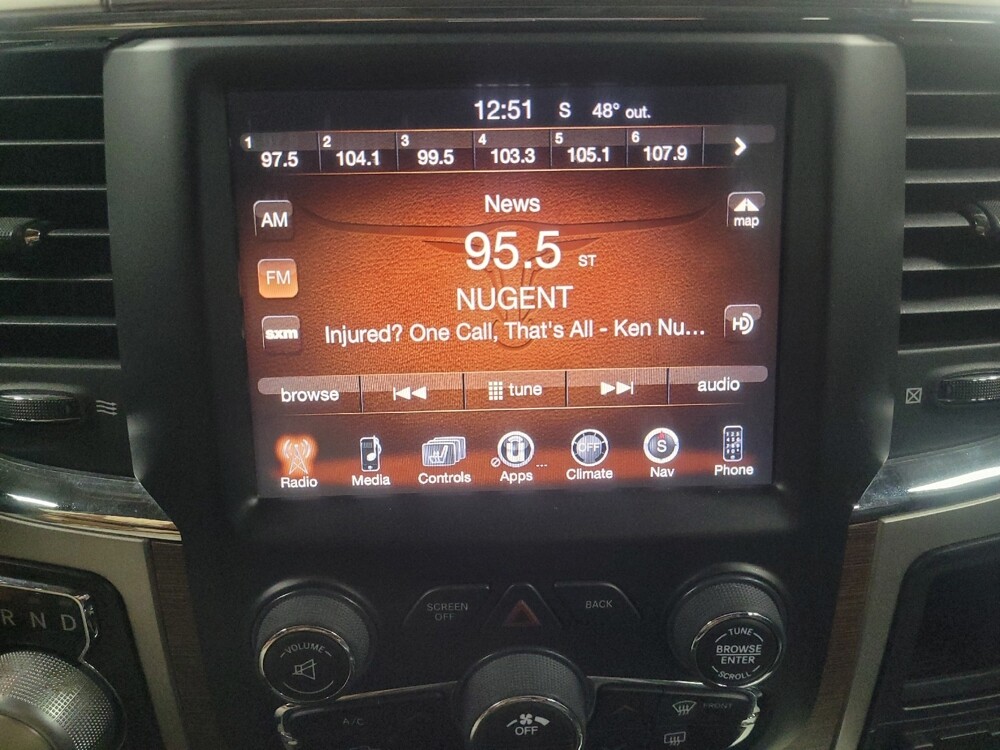 12:51 S 48° out.
1 97.5 2 104.1 3 99.5 4 103.3 5 105.1 6 107.9
News
AM
map
95.5 ST
FM
NUGENT
sxm
Injured? One Call, That's All - Ken Nu...
HD
browse tune audio
OFF S
Radio Media Controls Apps ... Climate Nav Phone
R N D
SCREEN OFF
BACK
VOLUME
TUNE
BROWSE
ENTER
SCROLL
A/C
OFF
FRONT